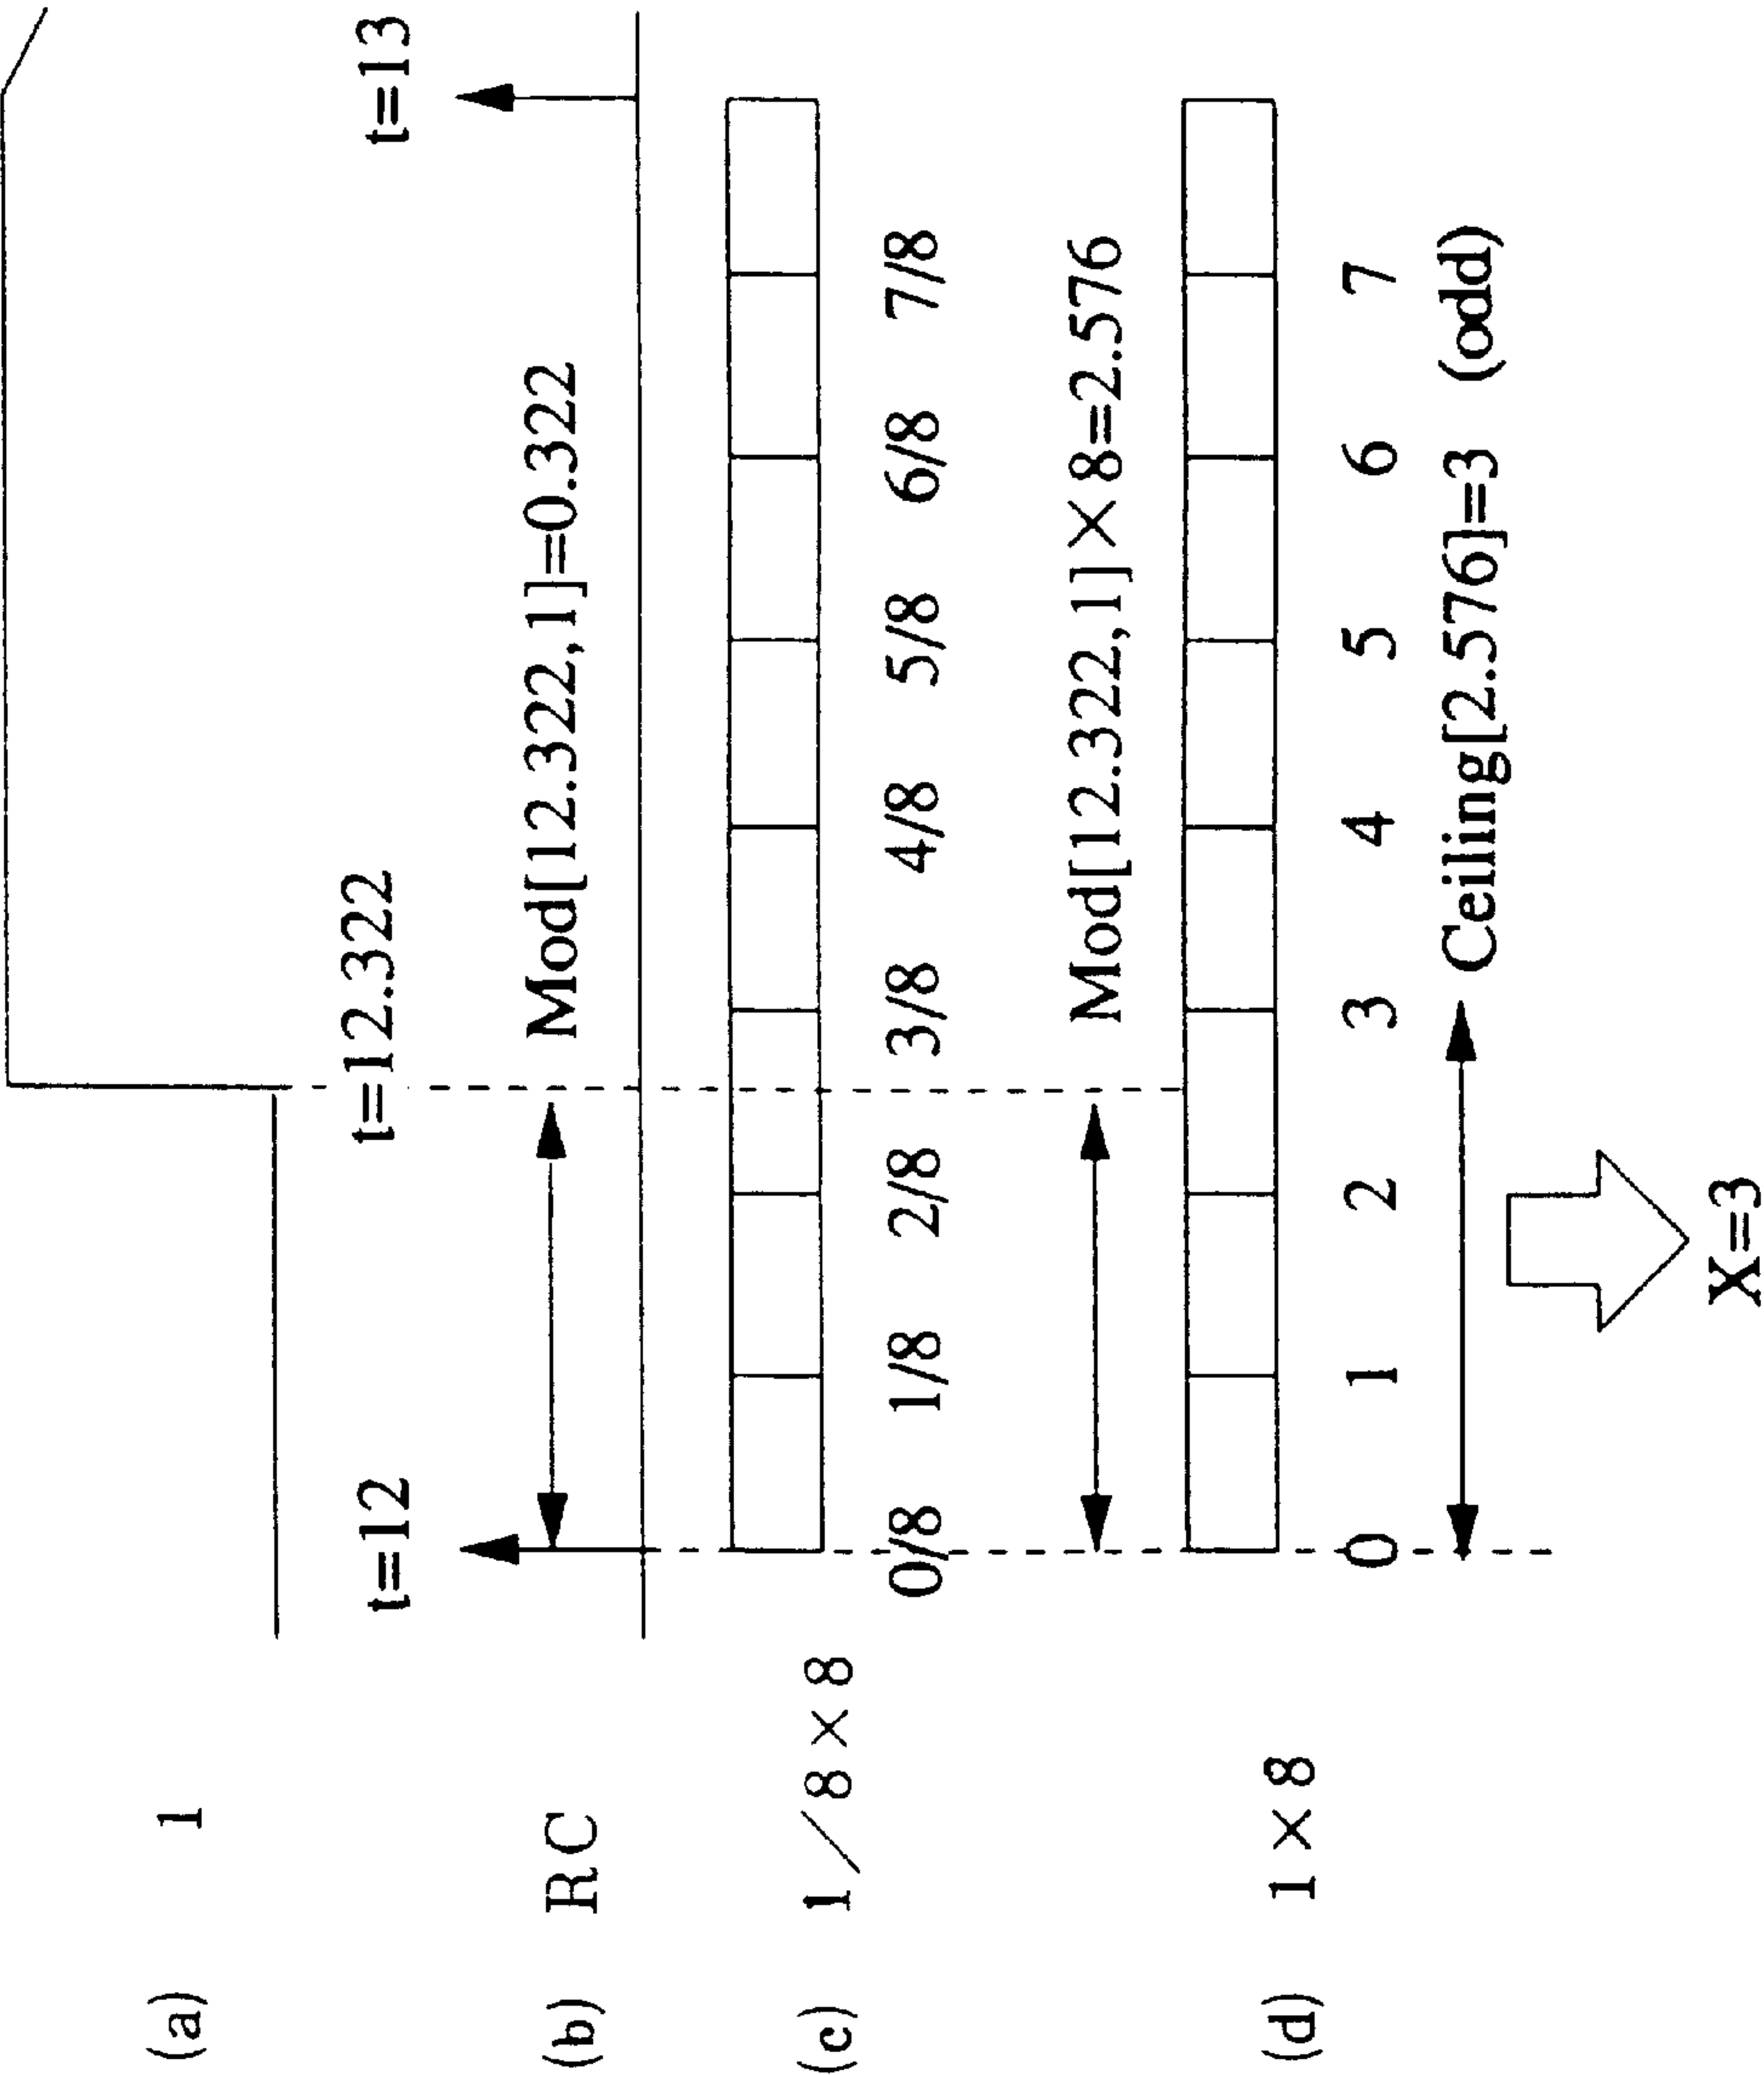 (a) 1
t=12 t=12.322 t=13
(b) RC Mod[12.322,1]=0.322
(c) 1/8×8
0/8 1/8 2/8 3/8 4/8 5/8 6/8 7/8
Mod[12.322,1]×8=2.576
(d) 1×8
0 1 2 3 4 5 6 7
Ceiling[2.576]=3 (odd)
X=3